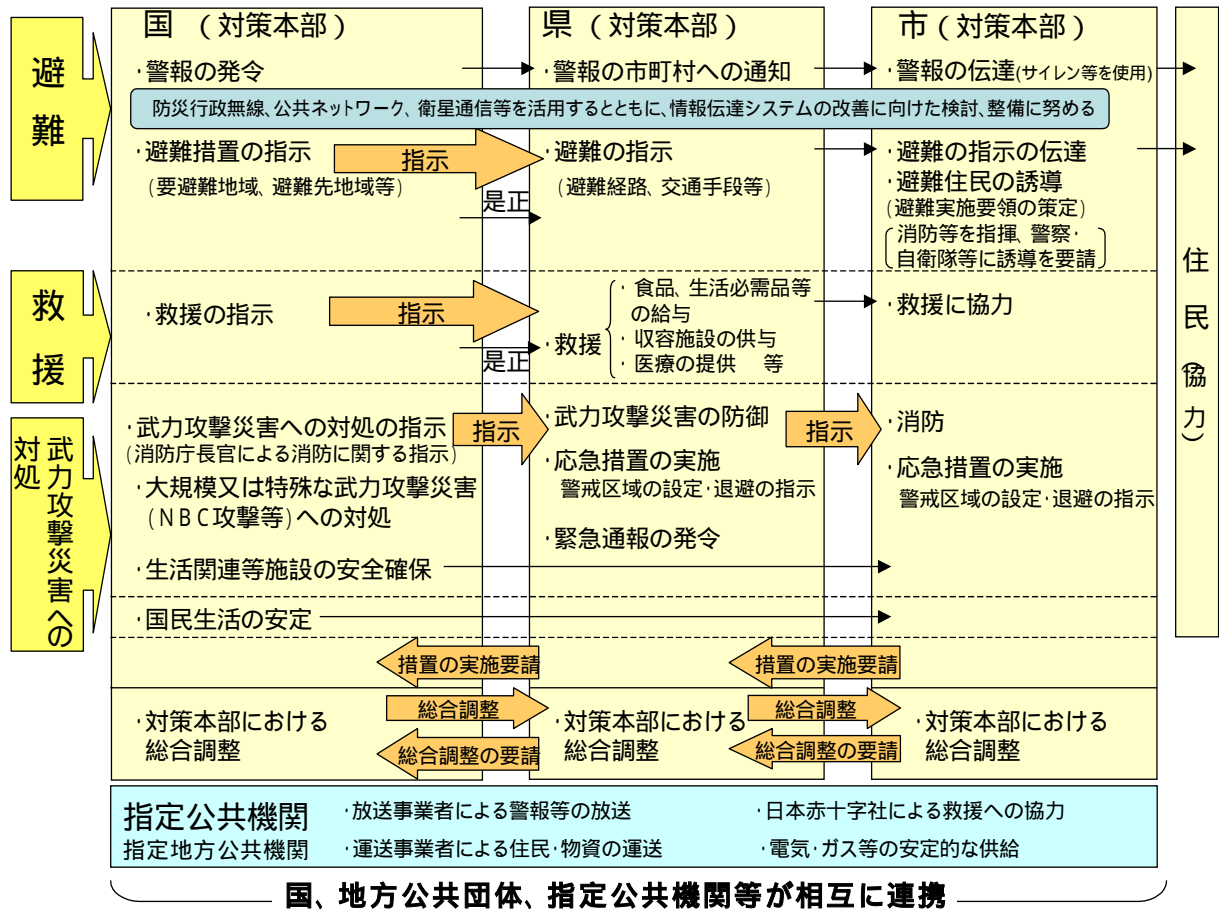 国 (対策本部)
県 (対策本部)
市 (対策本部)
避難
・警報の発令
・警報の市町村への通知
・警報の伝達(サイレン等を使用)
防災行政無線、公共ネットワーク、衛星通信等を活用するとともに、情報伝達システムの改善に向けた検討、整備に努める
・避難措置の指示
(要避難地域、避難先地域等)
指示
是正
・避難の指示
(避難経路、交通手段等)
・避難の指示の伝達
・避難住民の誘導
(避難実施要領の策定)
消防等を指揮、警察・
自衛隊等に誘導を要請
住民(協力)
救援
・救援の指示
指示
是正
・救援
・食品、生活必需品等
の給与
・収容施設の供与
・医療の提供 等
・救援に協力
武力攻撃災害への
対処
・武力攻撃災害への対処の指示
(消防庁長官による消防に関する指示)
・大規模又は特殊な武力攻撃災害
(NBC攻撃等)への対処
指示
・武力攻撃災害の防御
・応急措置の実施
警戒区域の設定・退避の指示
・緊急通報の発令
指示
・消防
・応急措置の実施
警戒区域の設定・退避の指示
・生活関連等施設の安全確保
・国民生活の安定
措置の実施要請
措置の実施要請
・対策本部における
総合調整
総合調整
総合調整の要請
・対策本部における
総合調整
総合調整
総合調整の要請
・対策本部における
総合調整
指定公共機関
指定地方公共機関
・放送事業者による警報等の放送
・日本赤十字社による救援への協力
・運送事業者による住民・物資の運送
・電気・ガス等の安定的な供給
国、地方公共団体、指定公共機関等が相互に連携